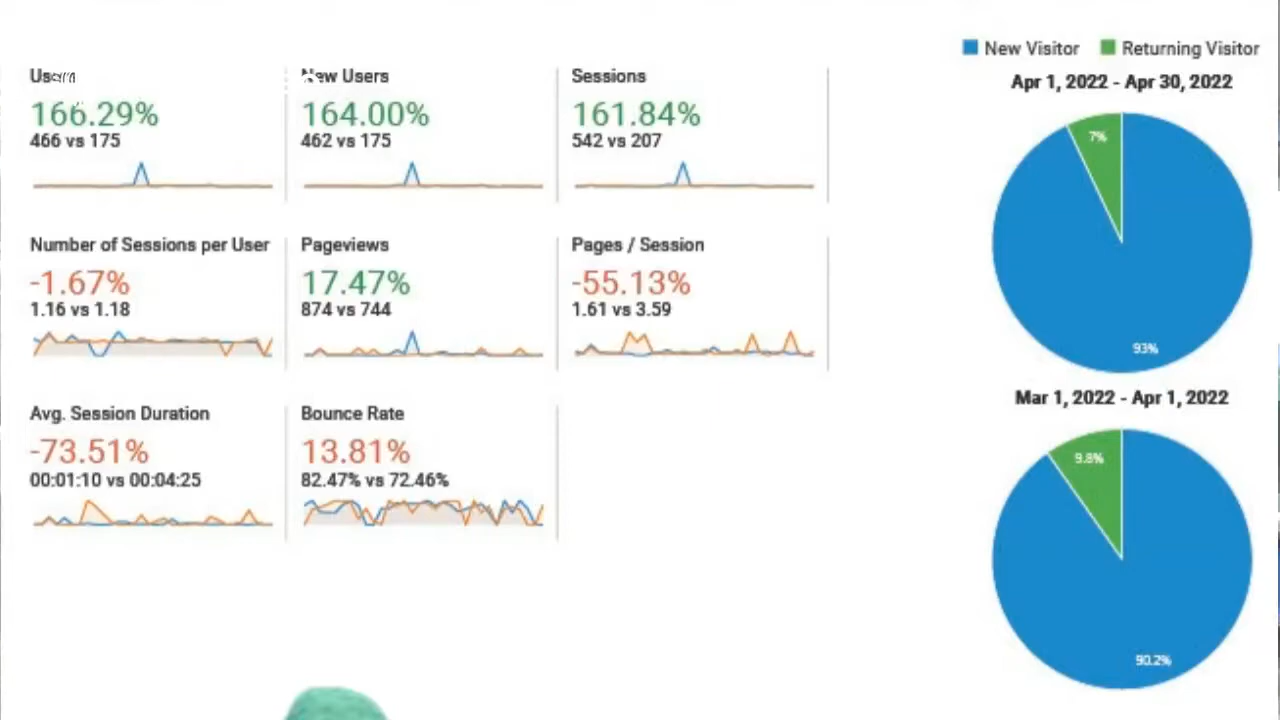 New Visitor Returning Visitor
Users New Users Sessions
Apr 1, 2022 - Apr 30, 2022
166.29% 164.00% 161.84%
466 vs 175 462 vs 175 542 vs 207
7%
93%
Number of Sessions per User Pageviews Pages / Session
-1.67% 17.47% -55.13%
1.16 vs 1.18 874 vs 744 1.61 vs 3.59
Mar 1, 2022 - Apr 1, 2022
Avg. Session Duration Bounce Rate
-73.51% 13.81%
00:01:10 vs 00:04:25 82.47% vs 72.46%
9.8%
90.2%